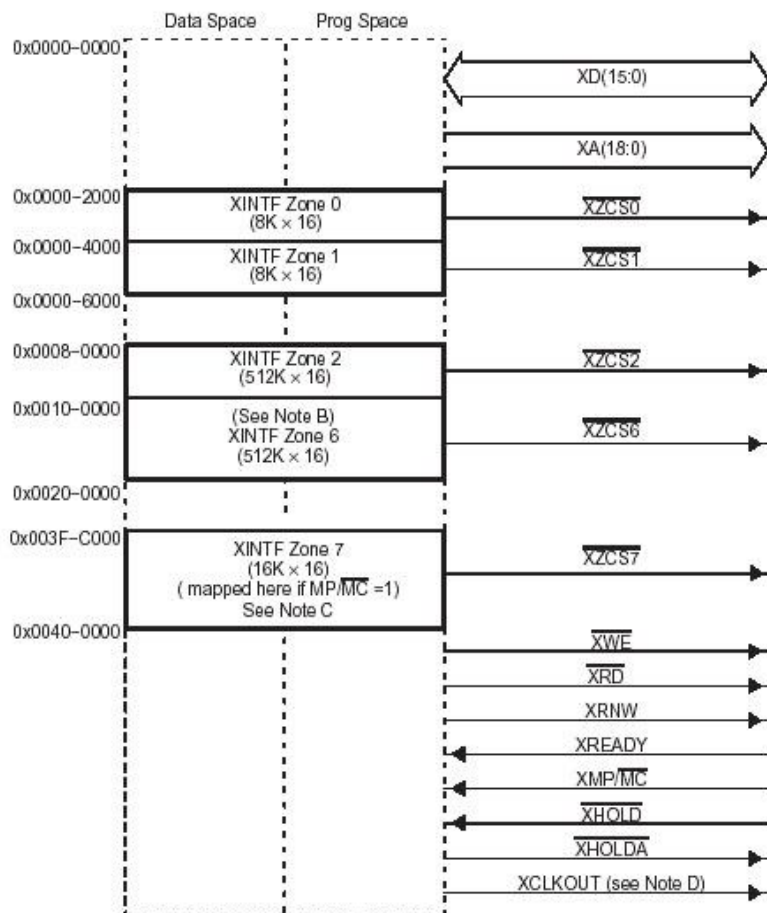 Data Space Prog Space
0x0000–0000
XD(15:0)
XA(18:0)
0x0000–2000
XINTF Zone 0
(8K × 16)
XZCS0
0x0000–4000
XINTF Zone 1
(8K × 16)
XZCS1
0x0000–6000
0x0008–0000
XINTF Zone 2
(512K × 16)
XZCS2
0x0010–0000
(See Note B)
XINTF Zone 6
(512K × 16)
XZCS6
0x0020–0000
0x003F–C000
XINTF Zone 7
(16K × 16)
( mapped here if MP/MC =1)
See Note C
XZCS7
0x0040–0000
XWE
XRD
XRNW
XREADY
XMP/MC
XHOLD
XHOLDA
XCLKOUT (see Note D)